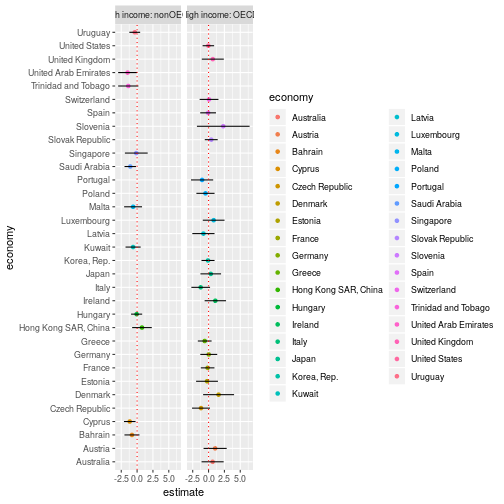 h income: nonOE
igh income: OECD
Uruguay
United States
United Kingdom
United Arab Emirates
Trinidad and Tobago
Switzerland
Spain
Slovenia
Slovak Republic
Singapore
Saudi Arabia
Portugal
Poland
Malta
Luxembourg
Latvia
Kuwait
Korea, Rep.
Japan
Italy
Ireland
Hungary
Hong Kong SAR, China
Greece
Germany
France
Estonia
Denmark
Czech Republic
Cyprus
Bahrain
Austria
Australia
economy
-2.5 0.0 2.5 5.0
-2.5 0.0 2.5 5.0
estimate
economy
Australia
Austria
Bahrain
Cyprus
Czech Republic
Denmark
Estonia
France
Germany
Greece
Hong Kong SAR, China
Hungary
Ireland
Italy
Japan
Korea, Rep.
Kuwait
Latvia
Luxembourg
Malta
Poland
Portugal
Saudi Arabia
Singapore
Slovak Republic
Slovenia
Spain
Switzerland
Trinidad and Tobago
United Arab Emirates
United Kingdom
United States
Uruguay